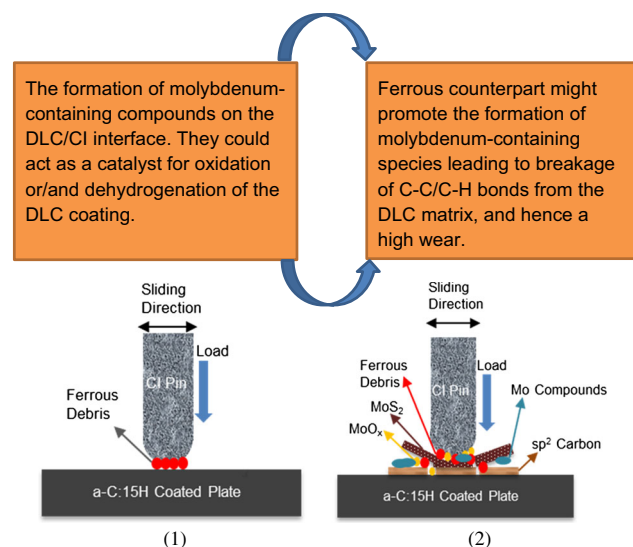 The formation of molybdenum-
containing compounds on the
DLC/CI interface. They could
act as a catalyst for oxidation
or/and dehydrogenation of the
DLC coating.
Ferrous counterpart might
promote the formation of
molybdenum-containing
species leading to breakage
of C-C/C-H bonds from the
DLC matrix, and hence a
high wear.
Sliding
Direction
Load
CI Pin
Ferrous
Debris
a-C:15H Coated Plate
(1)
Sliding
Direction
Ferrous
Debris
Load
CI Pin
Mo Compounds
MoS₂
MoOₓ
sp² Carbon
a-C:15H Coated Plate
(2)